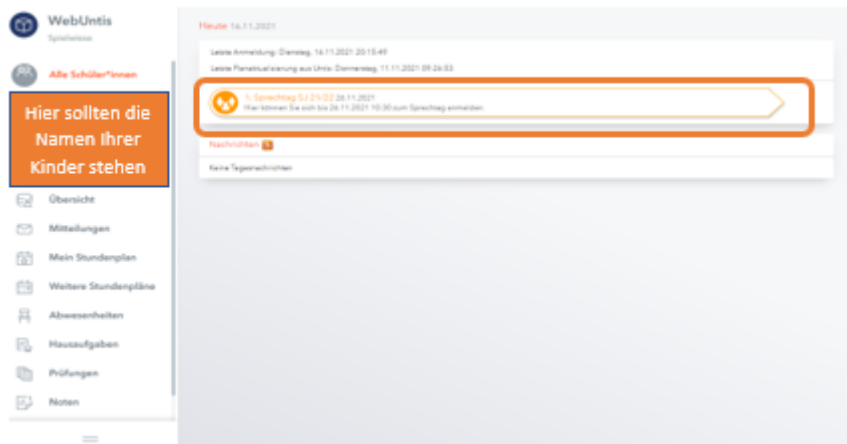 WebUntis
Spielwiese
Alle Schüler*innen
Hier sollten die
Namen Ihrer
Kinder stehen
Übersicht
Mitteilungen
Mein Stundenplan
Weitere Stundenpläne
Abwesenheiten
Hausaufgaben
Prüfungen
Noten
Heute 16.11.2021
Letzte Anmeldung: Dienstag, 16.11.2021 20:15:49
Letzte Planaktualisierung aus Untis: Donnerstag, 11.11.2021 09:26:03
1. Sprechtag SJ 21/22 26.11.2021
Hier können Sie sich bis 26.11.2021 10:30 zum Sprechtag anmelden.
Nachrichten
Keine Tagesnachrichten